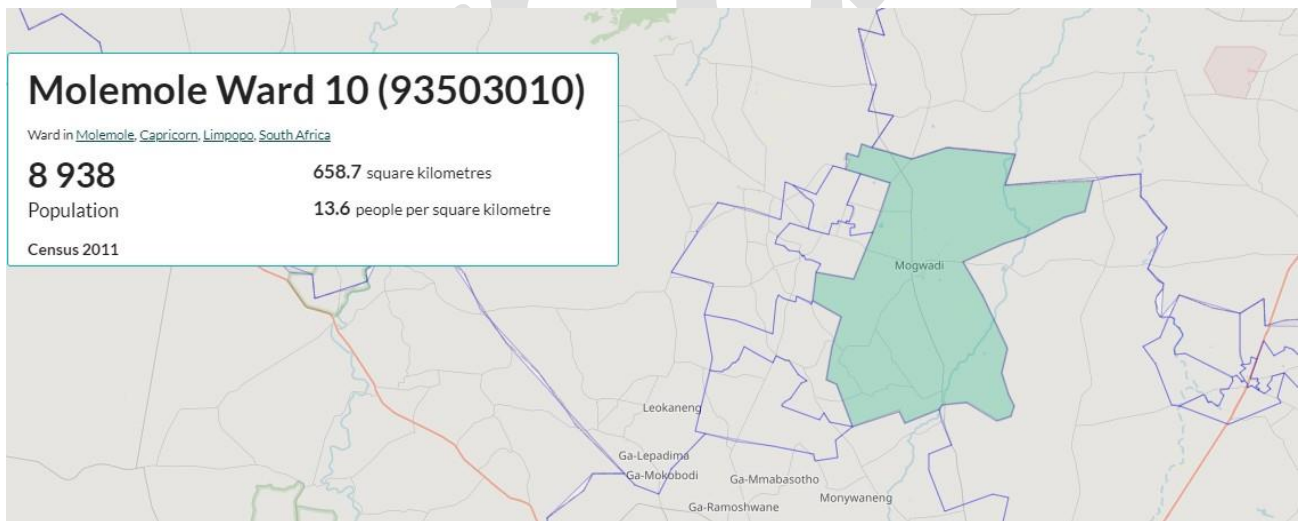 Molemole Ward 10 (93503010)
Ward in Molemole, Capricorn, Limpopo, South Africa
8 938
Population
658.7 square kilometres
13.6 people per square kilometre
Census 2011
Mogwadi
Leokaneng
Ga-Lepadima
Ga-Mokobodi
Ga-Mmabasotho
Monywaneng
Ga-Ramoshwane